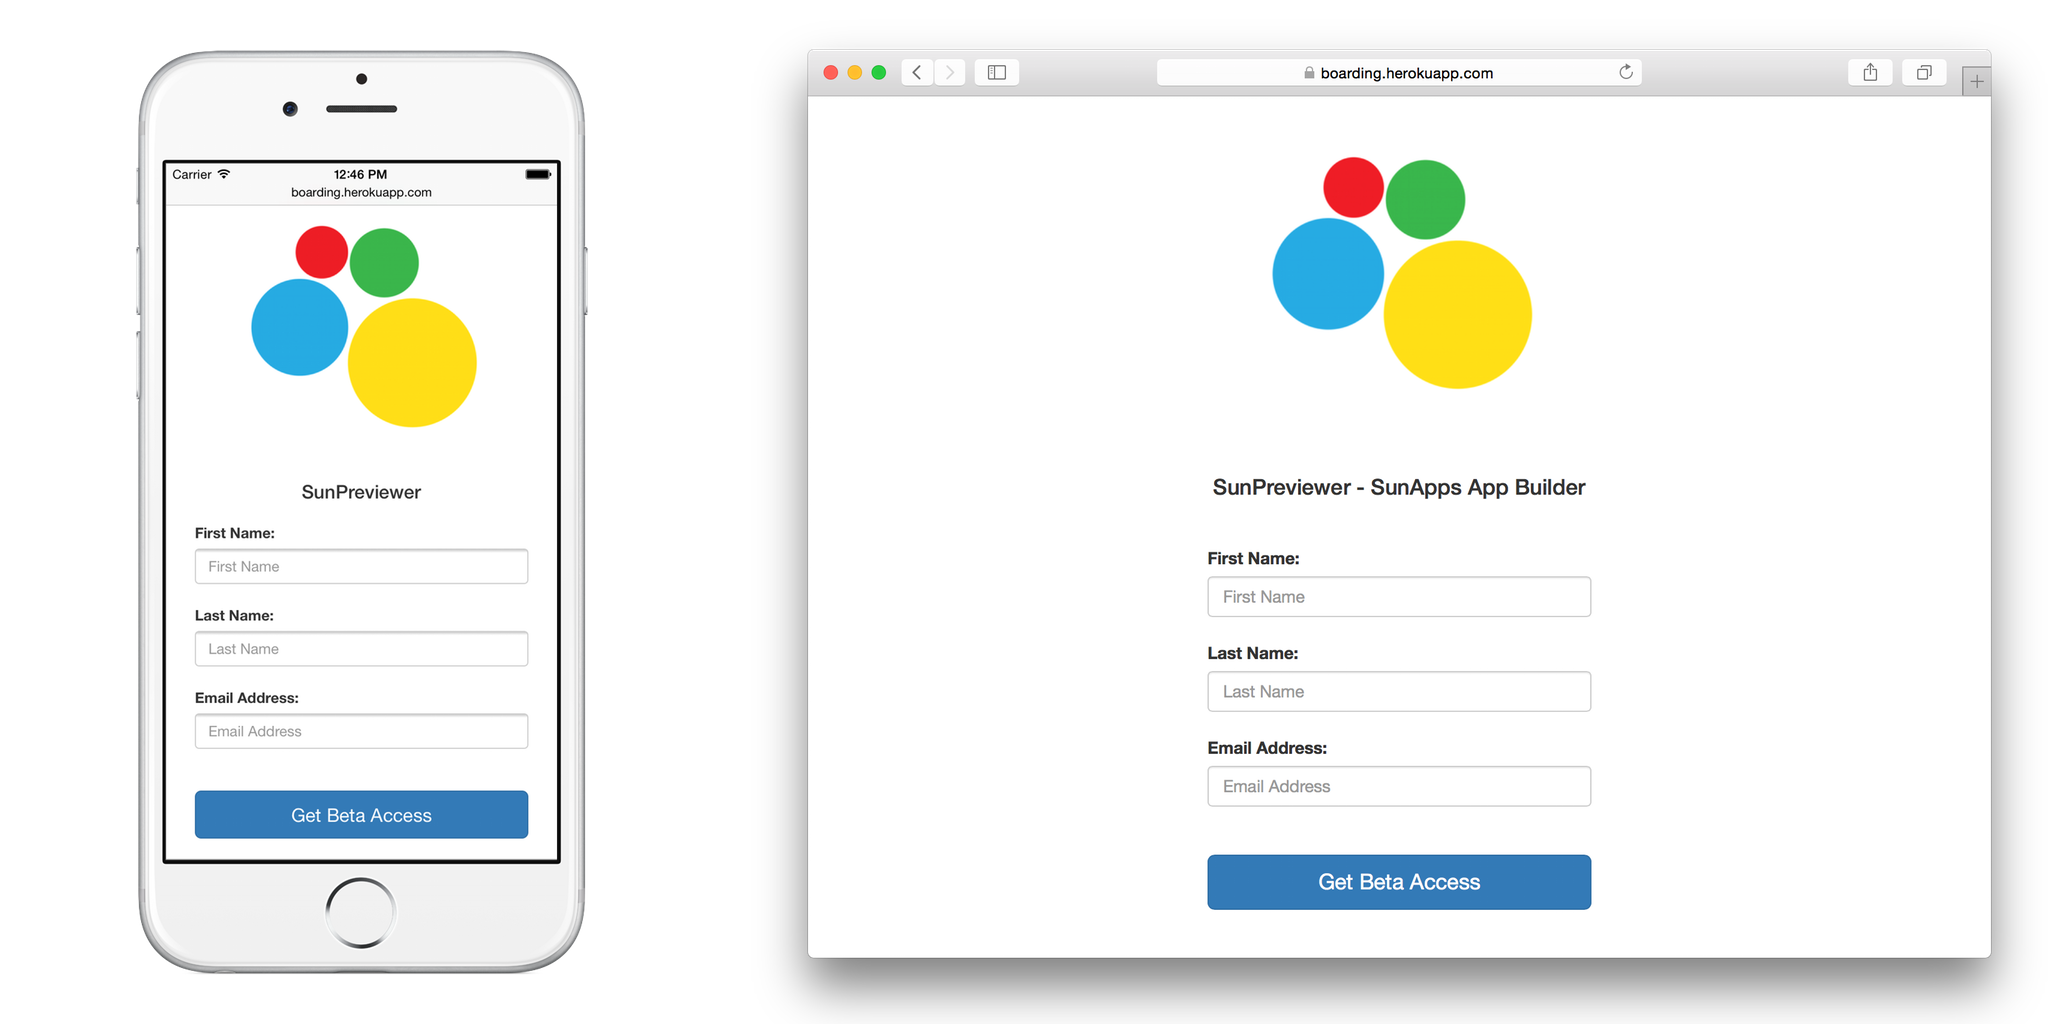 Carrier 12:46 PM
boarding.herokuapp.com
SunPreviewer
First Name:
First Name
Last Name:
Last Name
Email Address:
Email Address
Get Beta Access
boarding.herokuapp.com
SunPreviewer - SunApps App Builder
First Name:
First Name
Last Name:
Last Name
Email Address:
Email Address
Get Beta Access